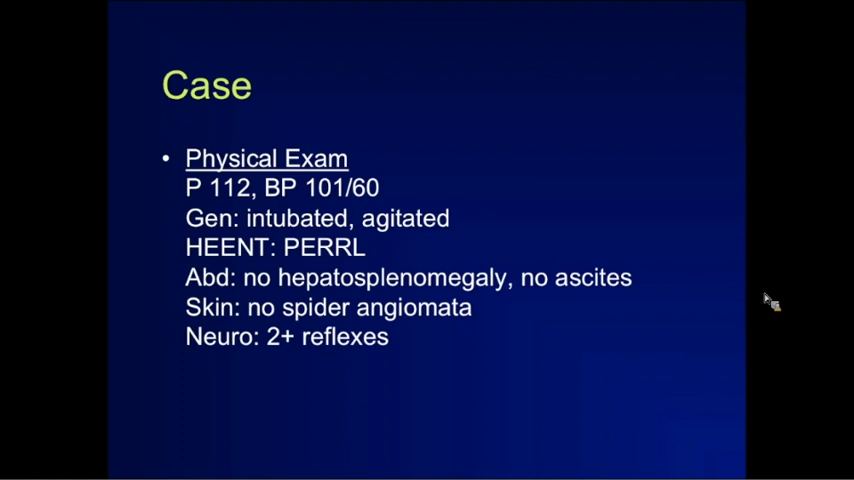 Case
• Physical Exam
P 112, BP 101/60
Gen: intubated, agitated
HEENT: PERRL
Abd: no hepatosplenomegaly, no ascites
Skin: no spider angiomata
Neuro: 2+ reflexes